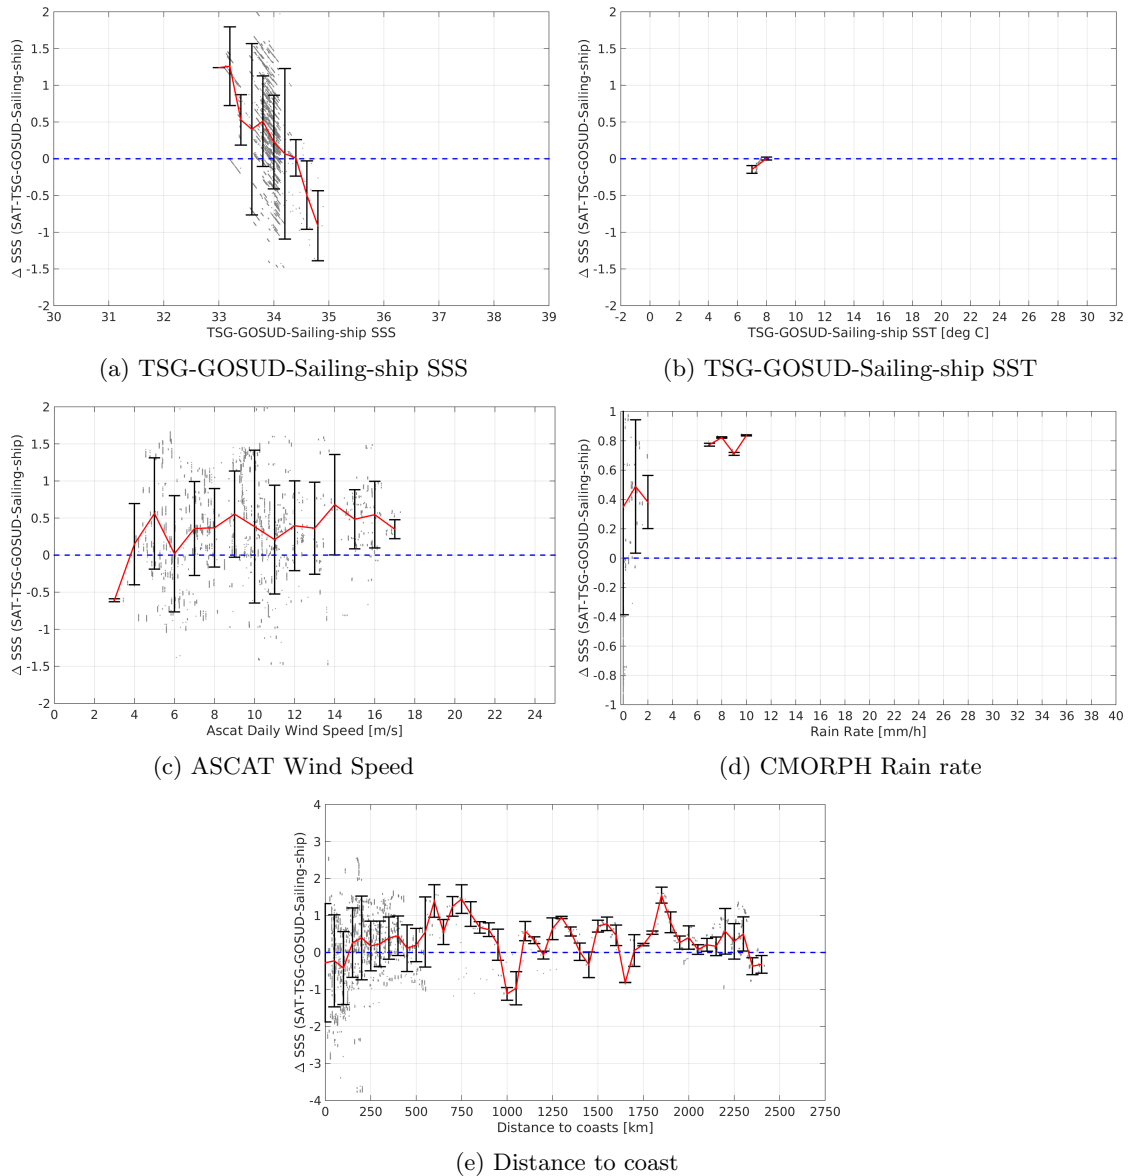 2
1.5
1
0.5
0
-0.5
-1
-1.5
2
Δ SSS (SAT-TSG-GOSUD-Sailing-ship)
30 31 32 33 34 35 36 37 38 39
TSG-GOSUD-Sailing-ship SSS
(a) TSG-GOSUD-Sailing-ship SSS
2
1.5
1
0.5
0
-0.5
-1
-1.5
2
Δ SSS (SAT-TSG-GOSUD-Sailing-ship)
-2 0 2 4 6 8 10 12 14 16 18 20 22 24 26 28 30 32
TSG-GOSUD-Sailing-ship SST [deg C]
(b) TSG-GOSUD-Sailing-ship SST
2
1.5
1
0.5
0
-0.5
-1
-1.5
-2
Δ SSS (SAT-TSG-GOSUD-Sailing-ship)
0 2 4 6 8 10 12 14 16 18 20 22 24
Ascat Daily Wind Speed [m/s]
(c) ASCAT Wind Speed
1
0.8
0.6
0.4
0.2
0
-0.2
-0.4
-0.6
-0.8
-1
Δ SSS (SAT-TSG-GOSUD-Sailing-ship)
0 2 4 6 8 10 12 14 16 18 20 22 24 26 28 30 32 34 36 38 40
Rain Rate [mm/h]
(d) CMORPH Rain rate
4
3
2
1
0
-1
-2
-3
-4
Δ SSS (SAT-TSG-GOSUD-Sailing-ship)
0 250 500 750 1000 1250 1500 1750 2000 2250 2500 2750
Distance to coasts [km]
(e) Distance to coast